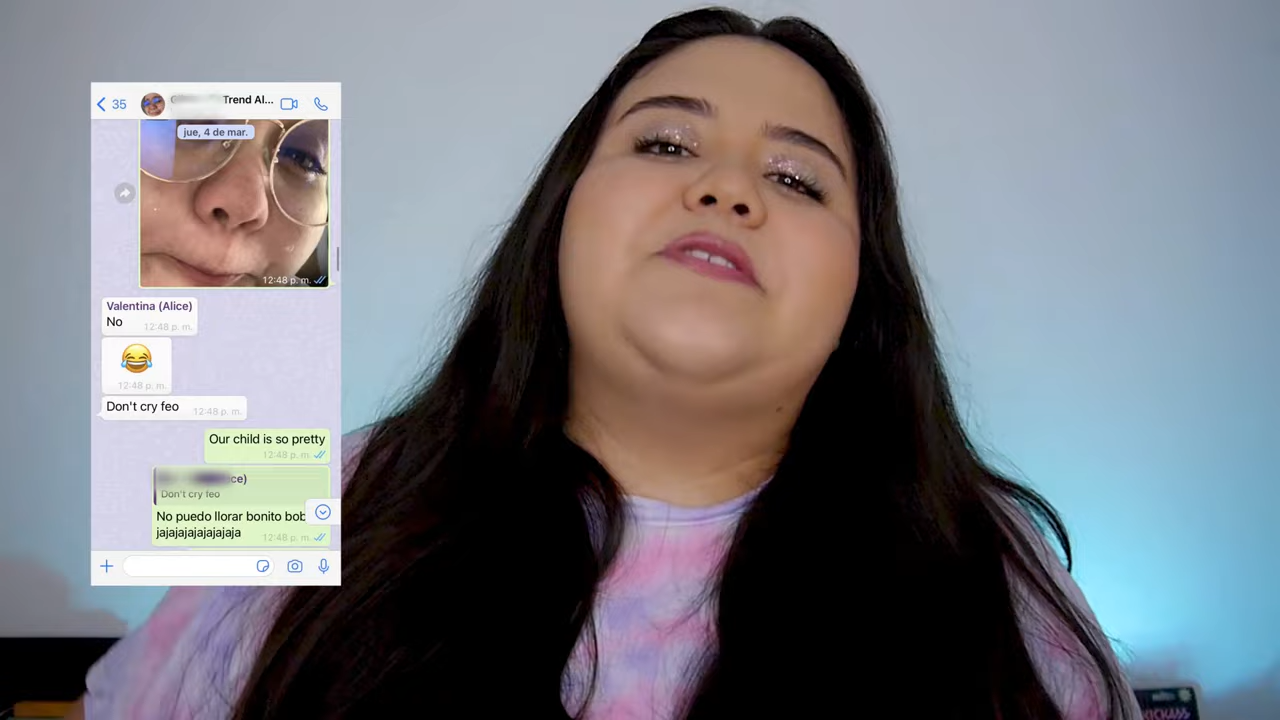 35
Trend Al...
jue, 4 de mar.
12:48 p. m.
Valentina (Alice)
No
12:48 p. m.
12:48 p. m.
Don't cry feo
12:48 p. m.
Our child is so pretty
12:48 p. m.
ce)
Don't cry feo
No puedo llorar bonito bob
jajajajajajajaja
12:48 p. m.